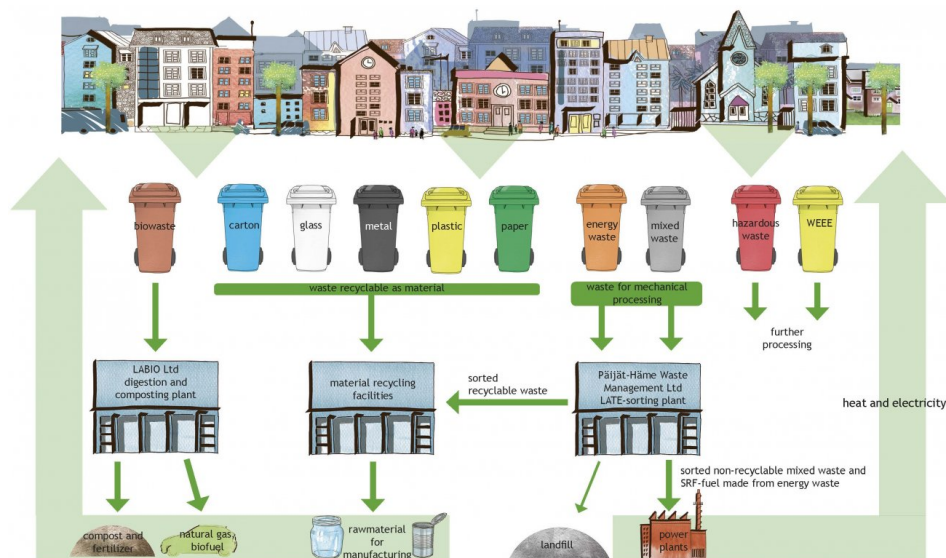 biowaste
carton
glass
metal
plastic
paper
energy
waste
mixed
waste
hazardous
waste
WEEE
waste recyclable as material
waste for mechanical
processing
further
processing
LABIO Ltd
digestion and
composting plant
material recycling
facilities
sorted
recyclable waste
Päijät-Häme Waste
Management Ltd
LATE-sorting plant
heat and electricity
sorted non-recyclable mixed waste and
SRF-fuel made from energy waste
compost and
fertilizer
natural gas
biofuel
rawmaterial
for
manufacturing
landfill
power
plants